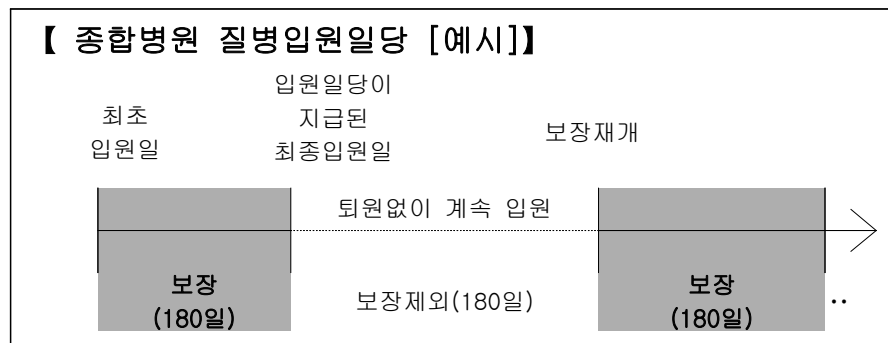 【 종합병원 질병입원일당 [예시]】
최초
입원일
입원일당이
지급된
최종입원일
보장재개
퇴원없이 계속 입원
보장
(180일)
보장제외(180일)
보장
(180일)
..